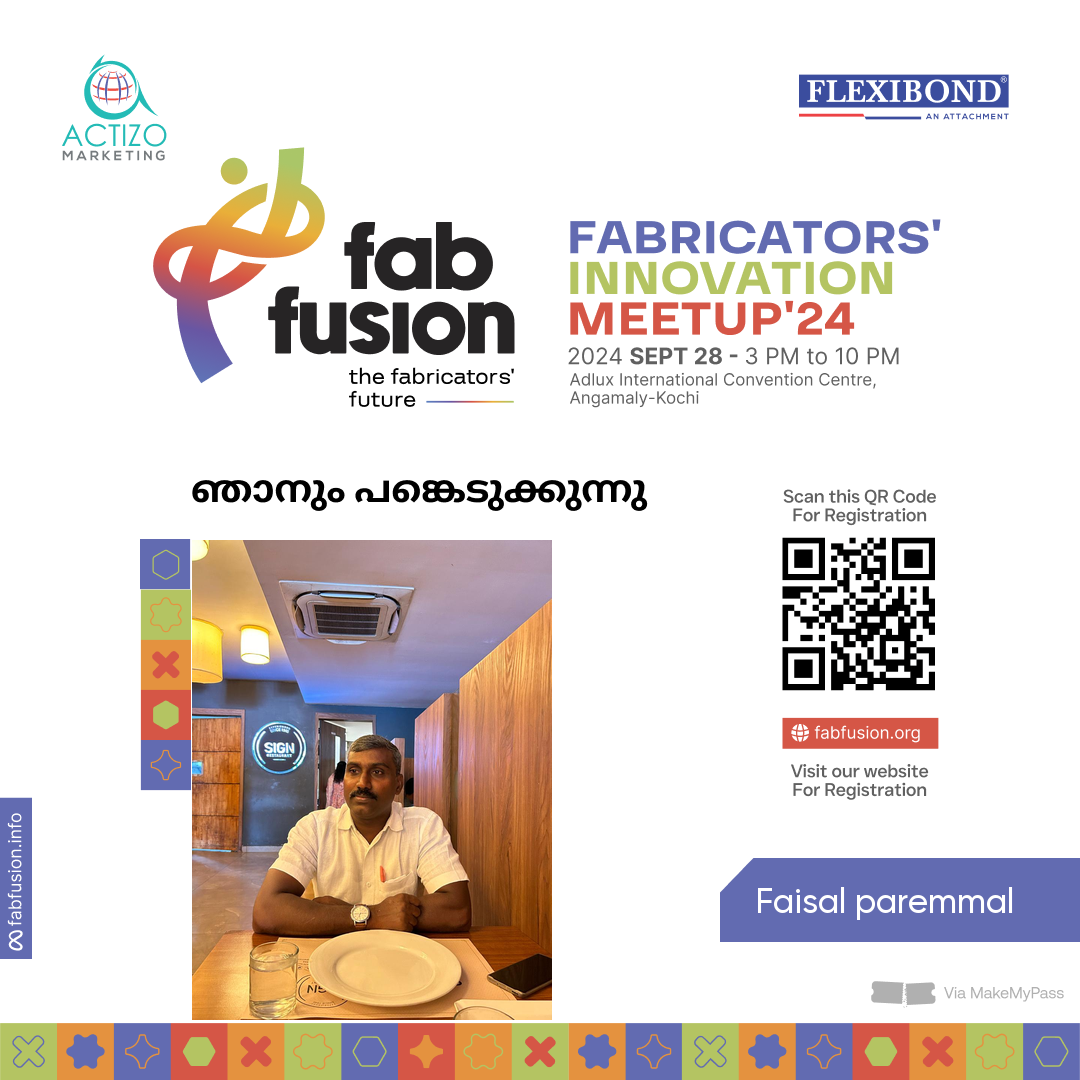 ACTIZO
MARKETING
FLEXIBOND®
AN ATTACHMENT
fab
fusion
the fabricators'
future
FABRICATORS'
INNOVATION
MEETUP'24
2024 SEPT 28 - 3 PM to 10 PM
Adlux International Convention Centre,
Angamaly-Kochi
ഞാനും പങ്കെടുക്കുന്നു
Scan this QR Code
For Registration
SIGN
RESTAURANT
fabfusion.org
Visit our website
For Registration
fabfusion.info
Faisal paremmal
Via MakeMyPass